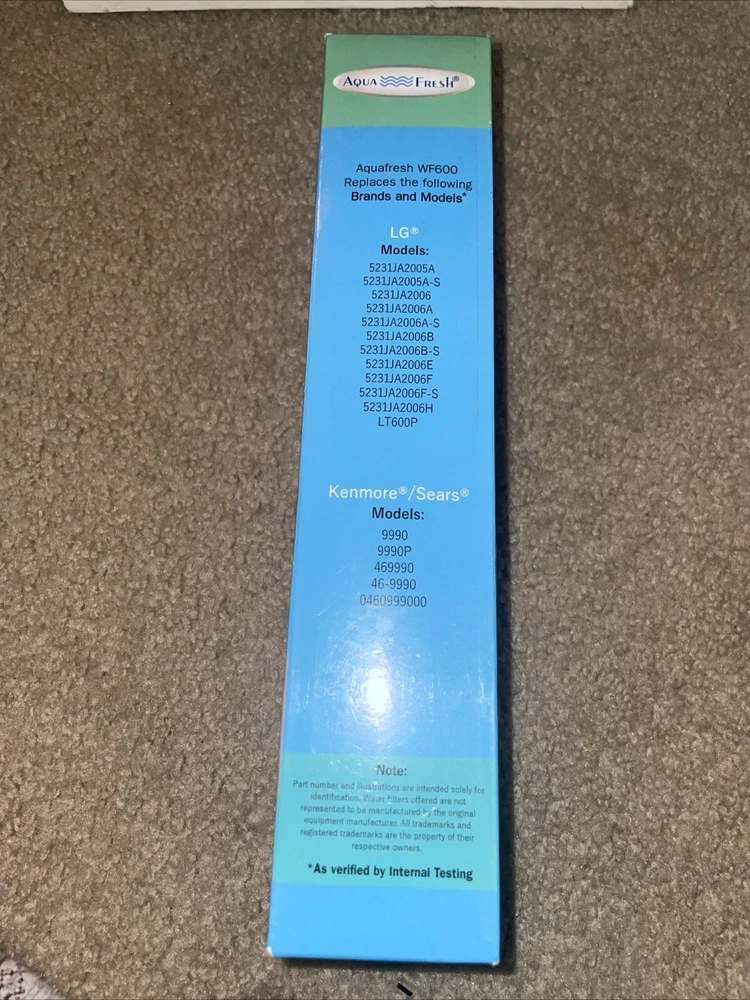 AQUA FRESH®
Aquafresh WF600
Replaces the following
Brands and Models*
LG®
Models:
5231JA2005A
5231JA2005A-S
5231JA2006
5231JA2006A
5231JA2006A-S
5231JA2006B
5231JA2006B-S
5231JA2006E
5231JA2006F
5231JA2006F-S
5231JA2006H
LT600P
Kenmore®/Sears®
Models:
9990
9990P
469990
46-9990
0460999000
Note:
Part number and illustrations are intended solely for
identification. Water filters offered are not
represented to be manufactured by the original
equipment manufacturer. All trademarks and
registered trademarks are the property of their
respective owners.
*As verified by Internal Testing